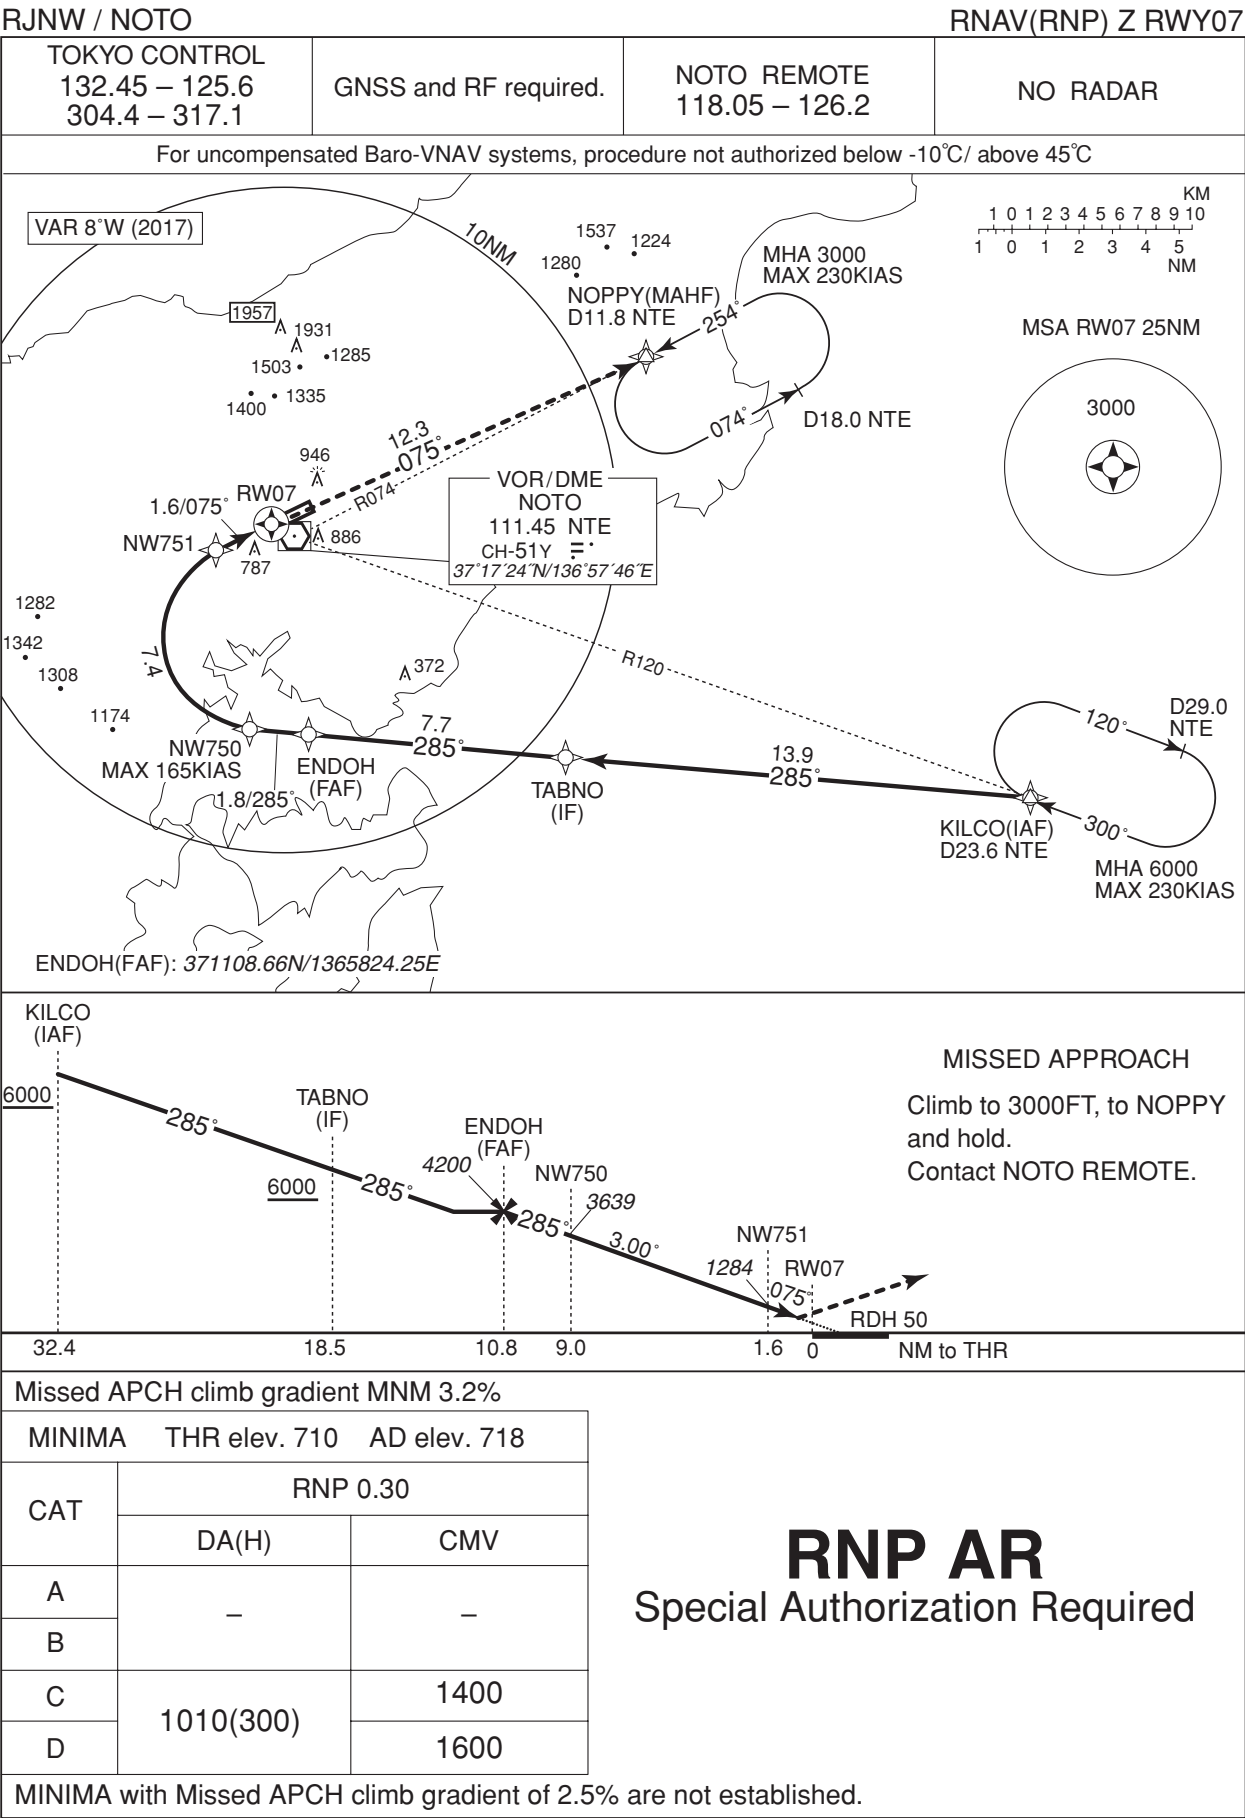 RJNW / NOTO
RNAV(RNP) Z RWY07
TOKYO CONTROL
132.45 – 125.6
304.4 – 317.1
GNSS and RF required.
NOTO REMOTE
118.05 – 126.2
NO RADAR
For uncompensated Baro-VNAV systems, procedure not authorized below -10℃/ above 45℃
VAR 8°W (2017)
10NM
1537
1224
1280
MHA 3000
MAX 230KIAS
KM
1 0 1 2 3 4 5 6 7 8 9 10
1 0 1 2 3 4 5
NM
NOPPY(MAHF)
D11.8 NTE
254°
074°
D18.0 NTE
MSA RW07 25NM
3000
1957
1931
1285
1503
1335
1400
12.3
075°
946
R074
RW07
1.6/075°
NW751
886
787
VOR/DME
NOTO
111.45 NTE
CH-51Y
37°17′24″N/136°57′46″E
1282
1342
1308
1174
7.4
372
R120
NW750
MAX 165KIAS
1.8/285°
ENDOH
(FAF)
7.7
285°
TABNO
(IF)
13.9
285°
120°
D29.0
NTE
300°
KILCO(IAF)
D23.6 NTE
MHA 6000
MAX 230KIAS
ENDOH(FAF): 371108.66N/1365824.25E
KILCO
(IAF)
6000
285°
TABNO
(IF)
6000
285°
ENDOH
(FAF)
4200
NW750
285°
3639
3.00°
NW751
1284
RW07
075°
RDH 50
32.4
18.5
10.8
9.0
1.6
0
NM to THR
MISSED APPROACH
Climb to 3000FT, to NOPPY
and hold.
Contact NOTO REMOTE.
Missed APCH climb gradient MNM 3.2%
MINIMA THR elev. 710 AD elev. 718
CAT
RNP 0.30
DA(H)
CMV
A
–
–
B
C
1010(300)
1400
D
1600
RNP AR
Special Authorization Required
MINIMA with Missed APCH climb gradient of 2.5% are not established.